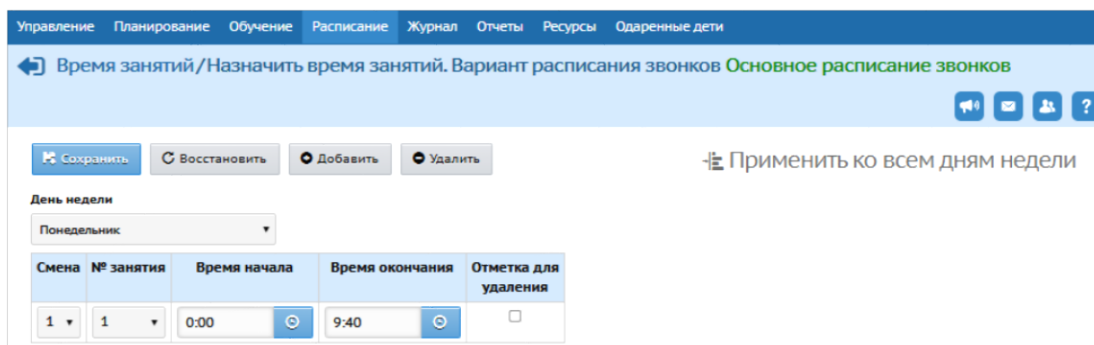 Управление Планирование Обучение Расписание Журнал Отчеты Ресурсы Одаренные дети
Время занятий/Назначить время занятий. Вариант расписания звонков Основное расписание звонков
?
Сохранить Восстановить Добавить Удалить Применить ко всем дням недели
День недели
Понедельник
Смена № занятия Время начала Время окончания Отметка для
удаления
1 1 0:00 9:40